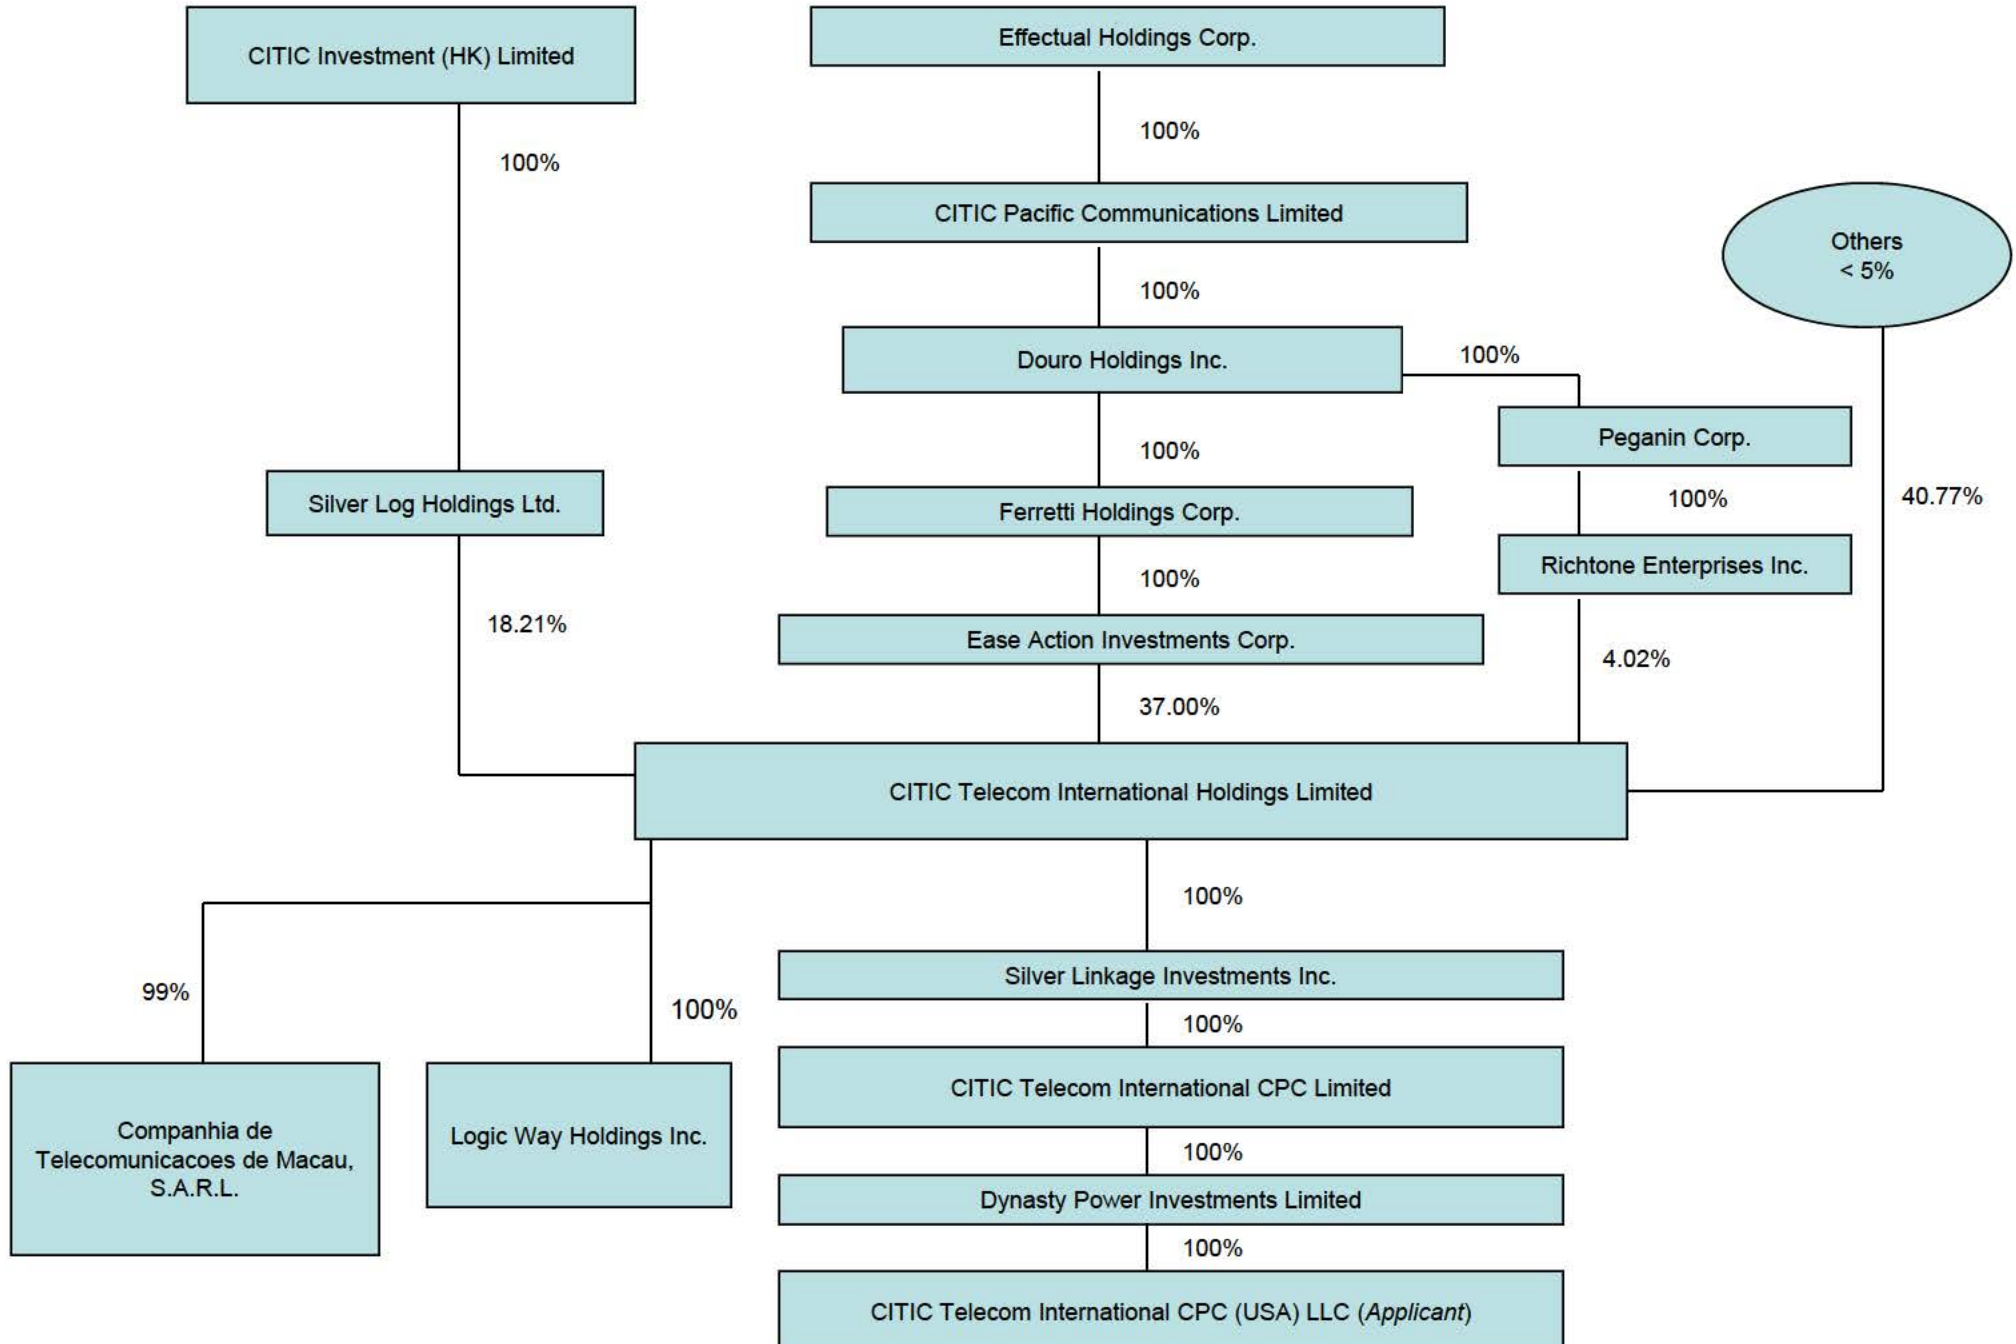 CITIC Investment (HK) Limited
Effectual Holdings Corp.
100%
100%
CITIC Pacific Communications Limited
Others
< 5%
100%
Douro Holdings Inc.
100%
Peganin Corp.
100%
Silver Log Holdings Ltd.
Ferretti Holdings Corp.
100%
40.77%
Richtone Enterprises Inc.
100%
18.21%
Ease Action Investments Corp.
4.02%
37.00%
CITIC Telecom International Holdings Limited
100%
Silver Linkage Investments Inc.
99%
100%
100%
CITIC Telecom International CPC Limited
Companhia de
Telecomunicacoes de Macau,
S.A.R.L.
Logic Way Holdings Inc.
100%
Dynasty Power Investments Limited
100%
CITIC Telecom International CPC (USA) LLC (Applicant)